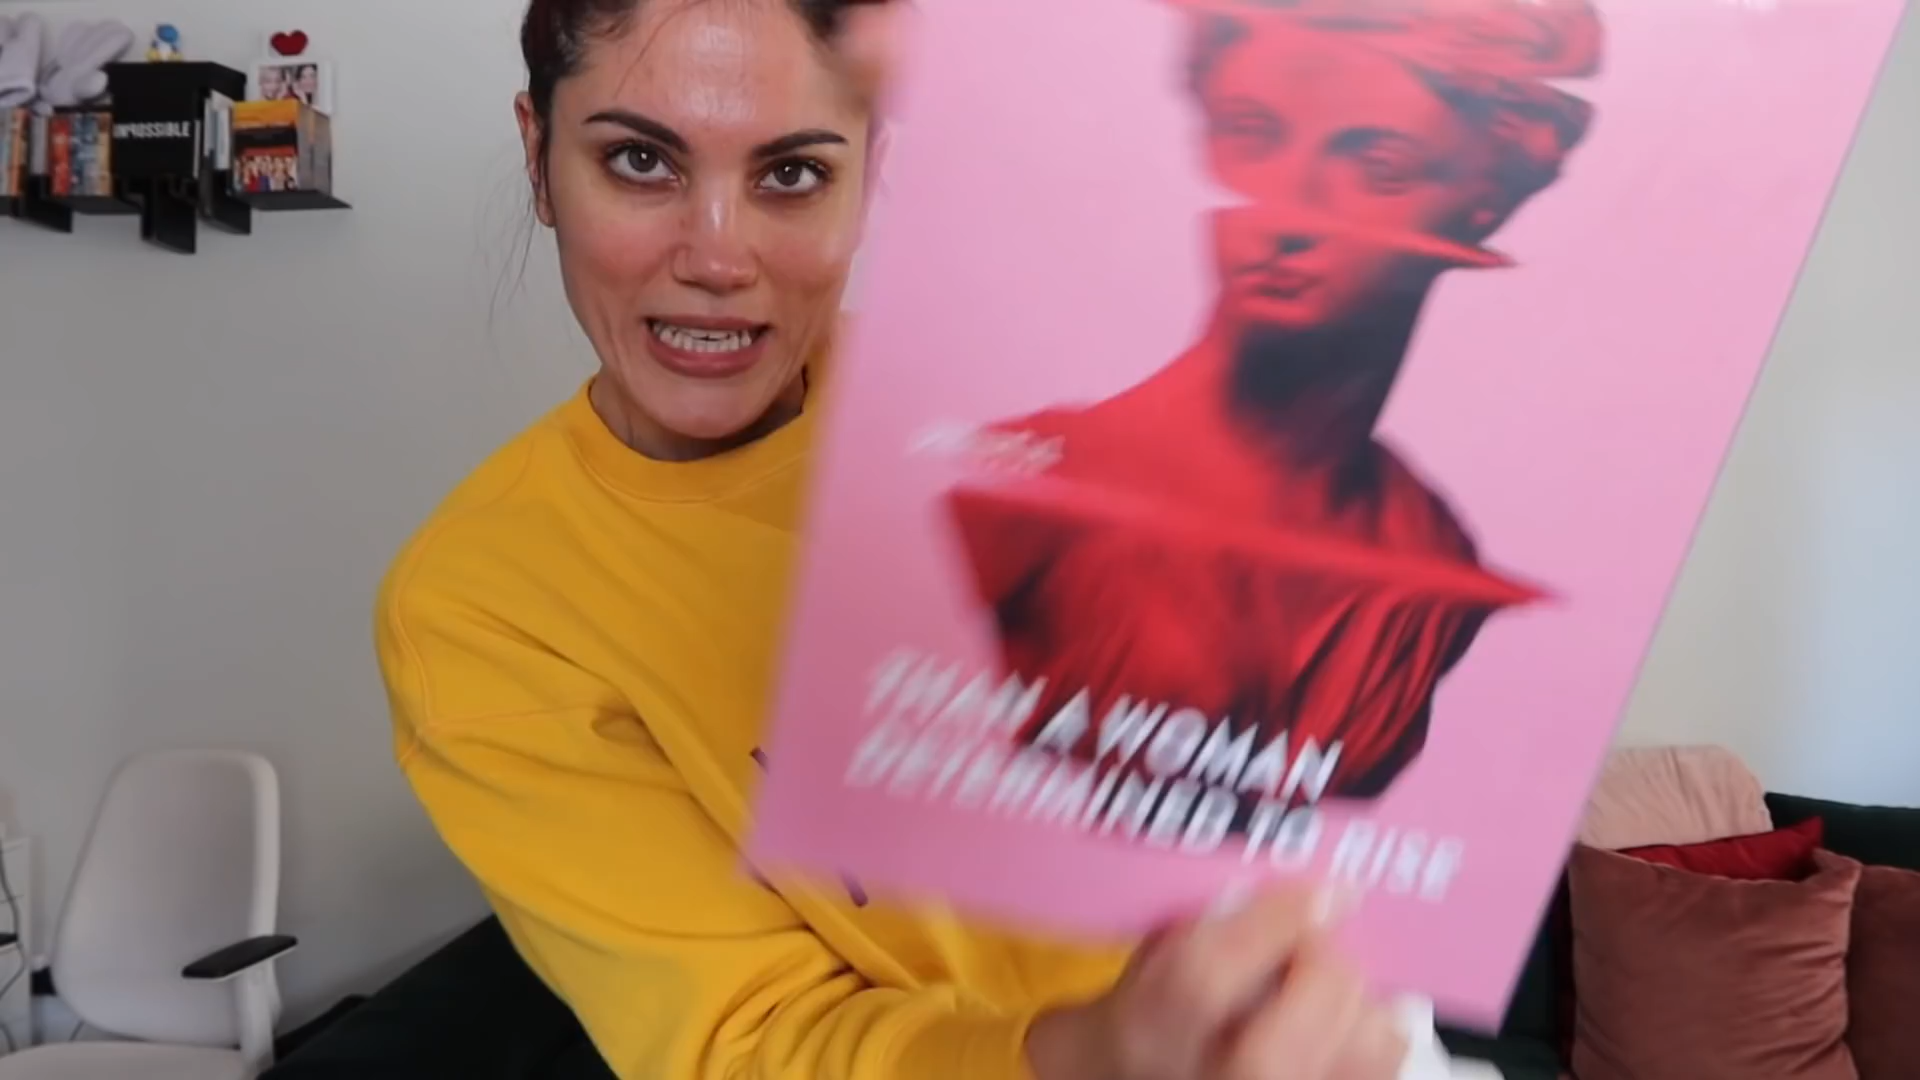 IMPOSSIBLE
THAN A WOMAN
DETERMINED TO RISE